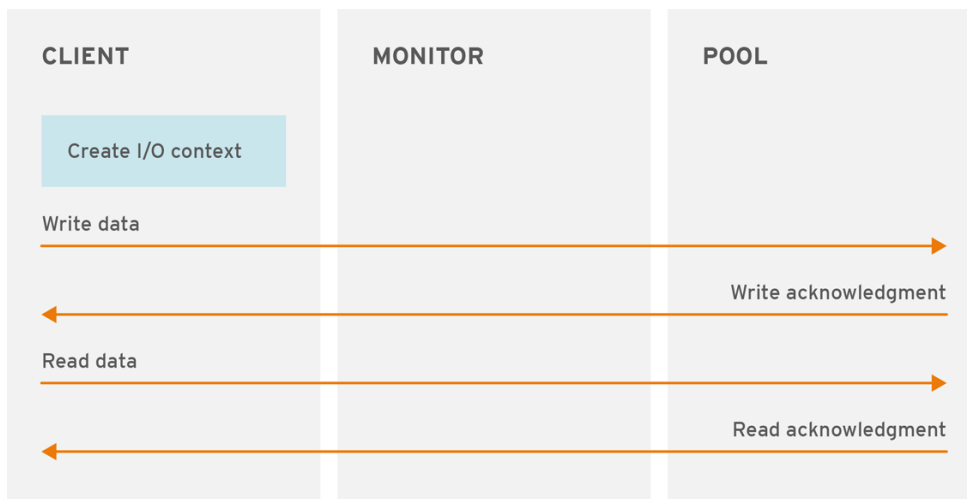 CLIENT
MONITOR
POOL
Create I/O context
Write data
Write acknowledgment
Read data
Read acknowledgment